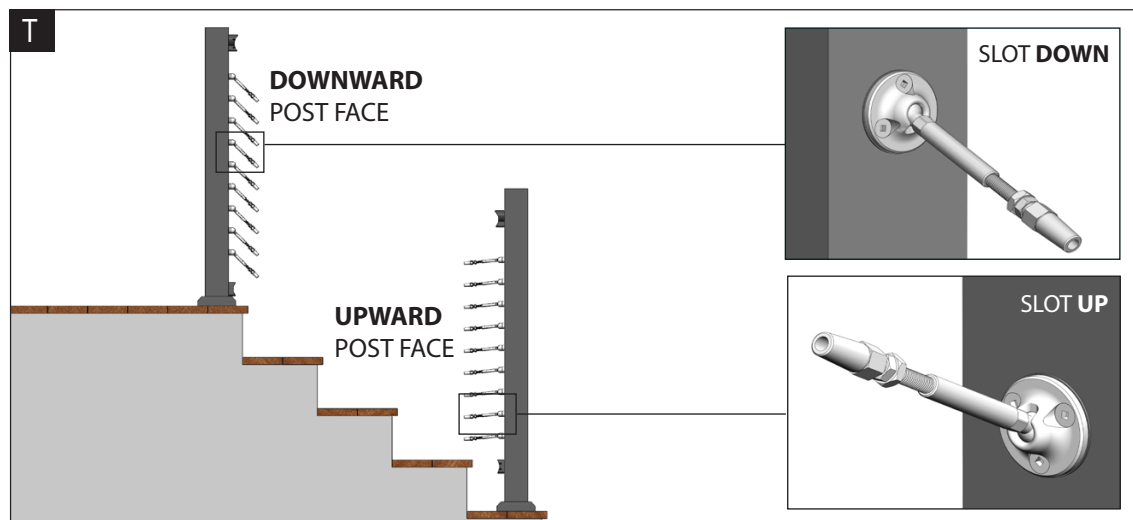 T
DOWNWARD
POST FACE
SLOT DOWN
UPWARD
POST FACE
SLOT UP